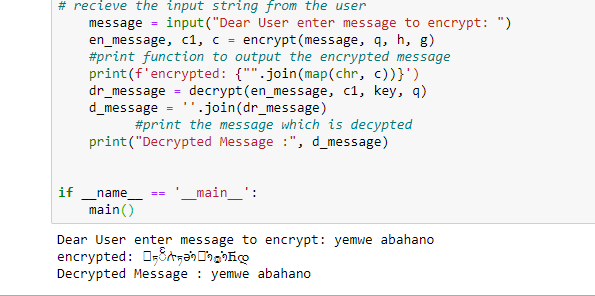 # recieve the input string from the user
message = input("Dear User enter message to encrypt: ")
en_message, c1, c = encrypt(message, q, h, g)
#print function to output the encrypted message
print(f'encrypted: {"".join(map(chr, c))}')
dr_message = decrypt(en_message, c1, key, q)
d_message = ''.join(dr_message)
#print the message which is decypted
print("Decrypted Message :", d_message)
if __name__ == '__main__':
main()
Dear User enter message to encrypt: yemwe abahano
encrypted:
Decrypted Message : yemwe abahano